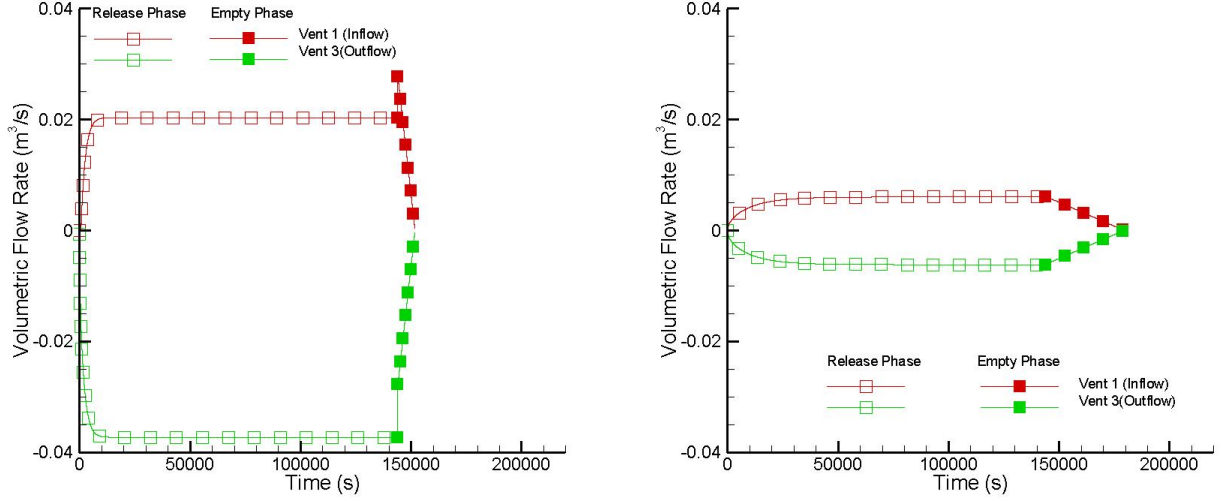 0.04
Release Phase Empty Phase
Vent 1 (Inflow)
Vent 3(Outflow)
0.02
0
-0.02
-0.04
Volumetric Flow Rate (m³/s)
0 50000 100000 150000 200000
Time (s)
0.04
0.02
0
-0.02
-0.04
Volumetric Flow Rate (m³/s)
Release Phase Empty Phase
Vent 1 (Inflow)
Vent 3(Outflow)
0 50000 100000 150000 200000
Time (s)